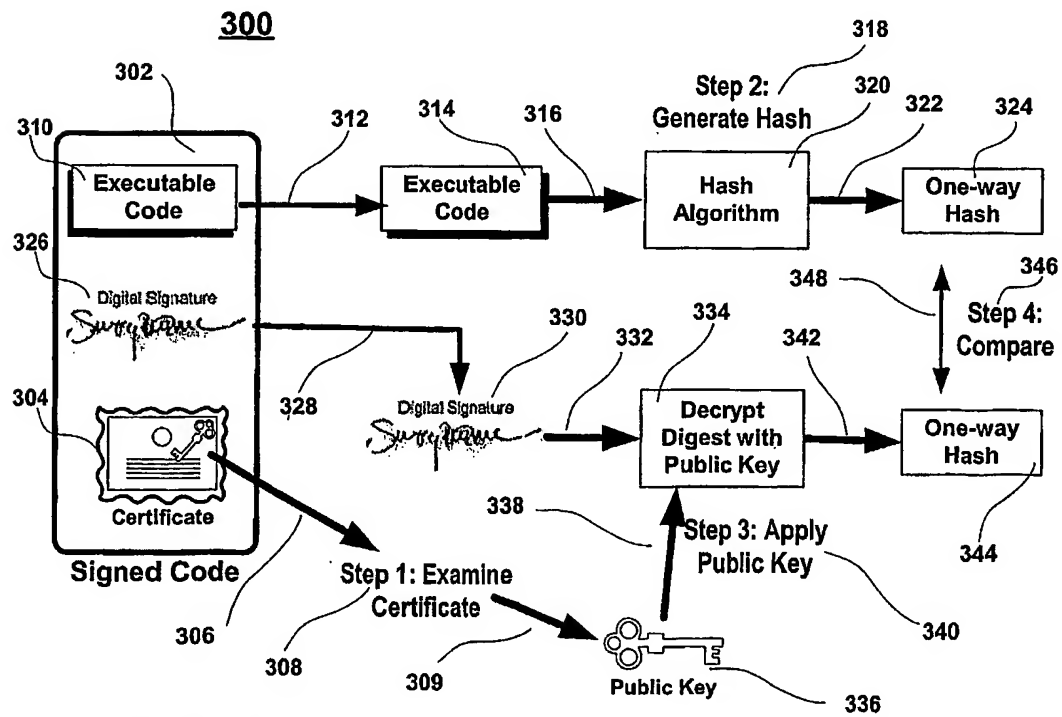 300
302
318
Step 2:
Generate Hash
320
310
312
314
316
322
324
Executable
Code
Executable
Code
Hash
Algorithm
One-way
Hash
326
Digital Signature
348
346
Step 4:
Compare
328
330
332
334
342
304
Digital Signature
Decrypt
Digest with
Public Key
One-way
Hash
Certificate
338
Step 3: Apply
Public Key
344
Signed Code
Step 1: Examine
Certificate
306
308
309
340
Public Key
336